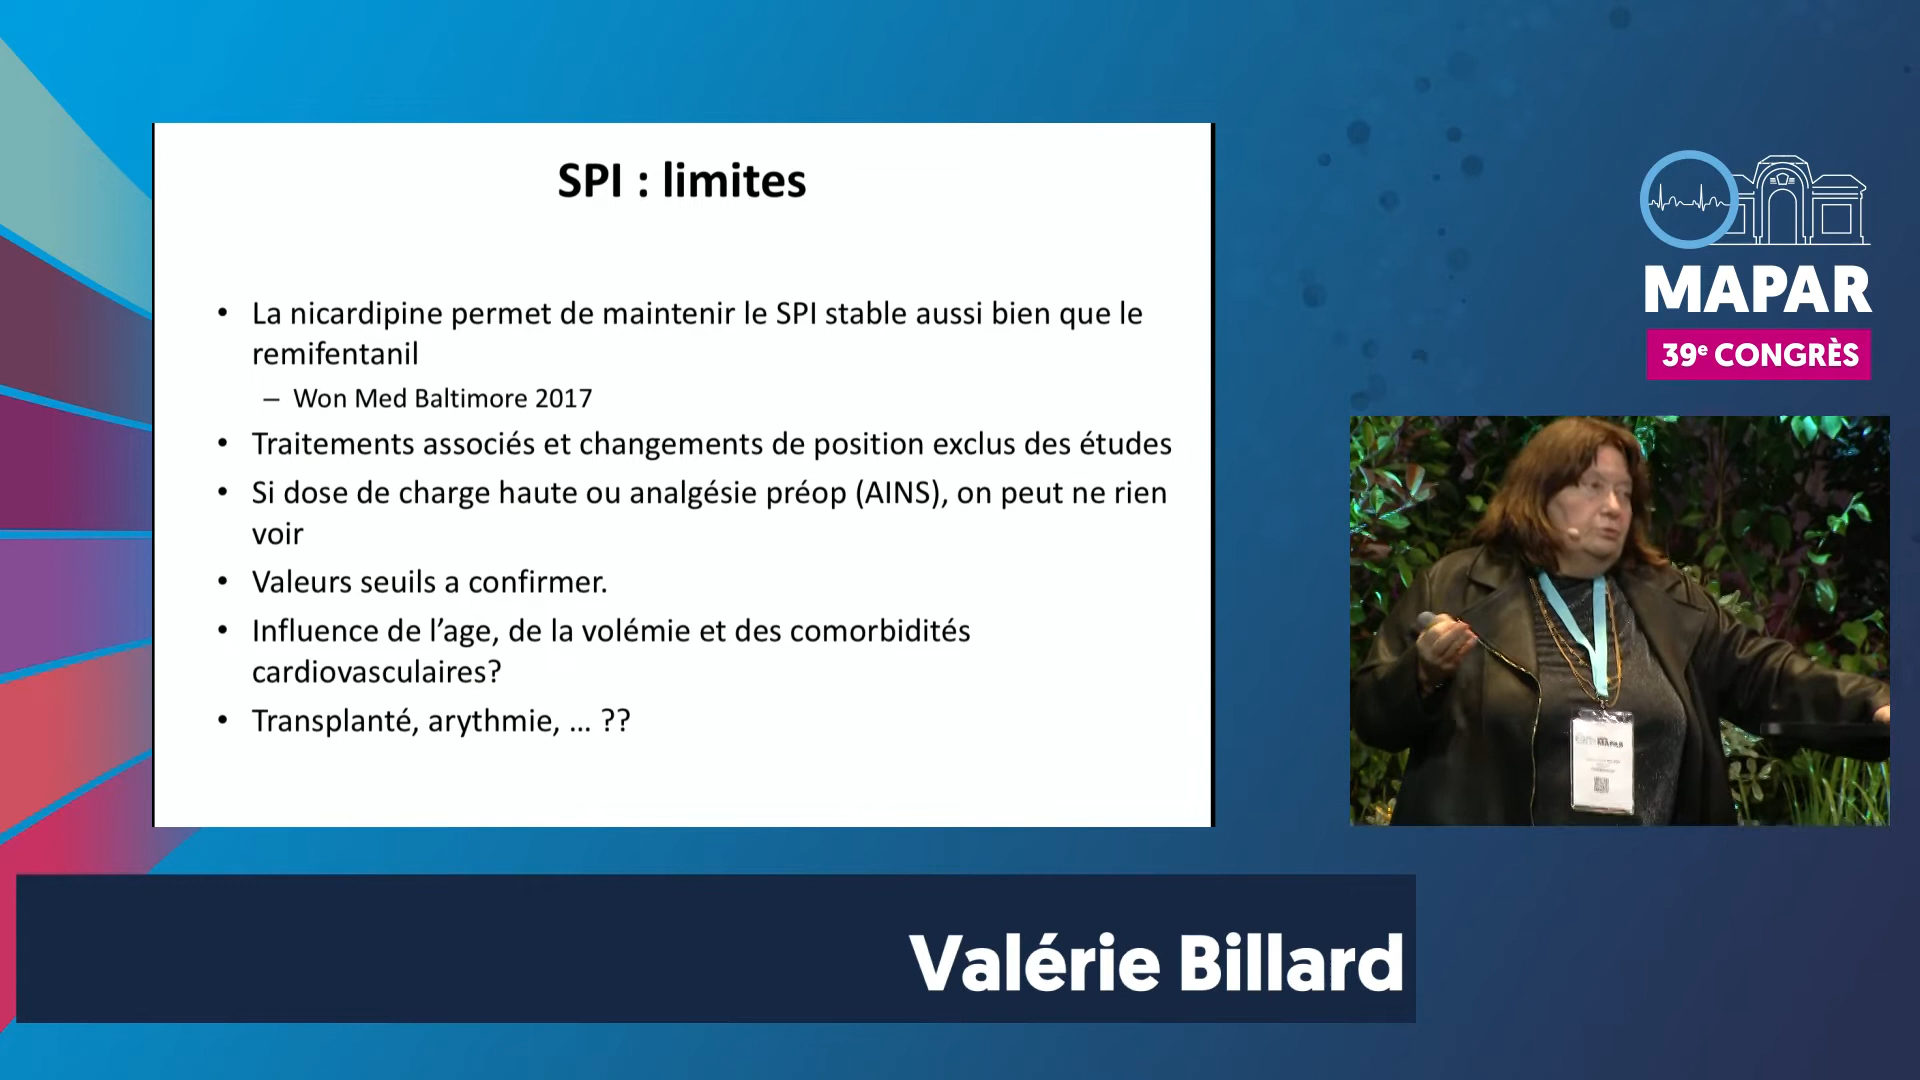 SPI : limites
• La nicardipine permet de maintenir le SPI stable aussi bien que le
remifentanil
– Won Med Baltimore 2017
• Traitements associés et changements de position exclus des études
• Si dose de charge haute ou analgésie préop (AINS), on peut ne rien
voir
• Valeurs seuils a confirmer.
• Influence de l’age, de la volémie et des comorbidités
cardiovasculaires?
• Transplanté, arythmie, ... ??
MAPAR
39e CONGRÈS
MAPAR
Valérie Billard